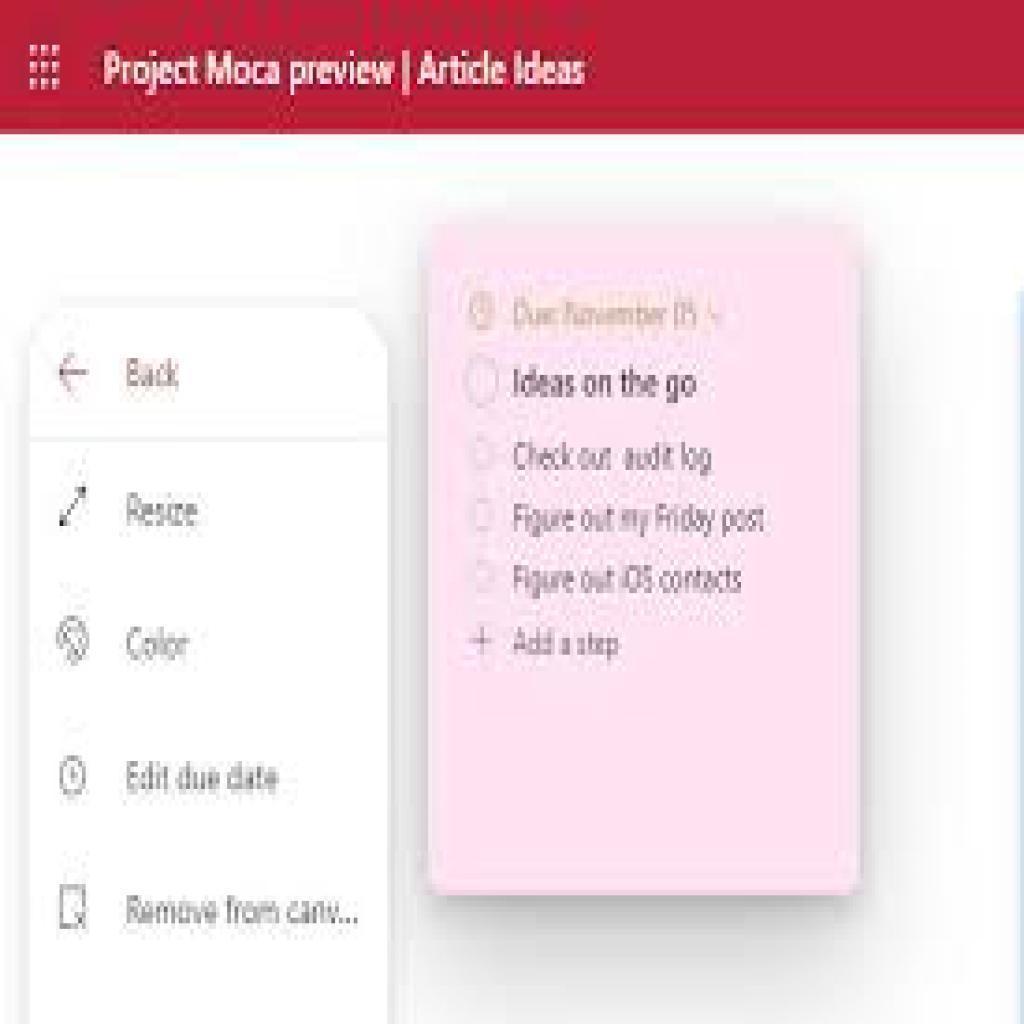 Project Moca preview | Article Ideas
Back
Resize
Color
Edit due date
Remove from canv...
Due November 05
Ideas on the go
Check out audit log
Figure out my Friday post
Figure out iOS contacts
Add a step